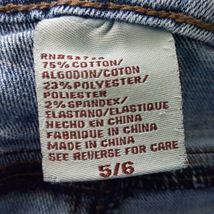 75% COTTON/
ALGODON/COTON
23% POLYESTER/
POLIESTER
2% SPANDEX/
ELASTANO/ELASTIQUE
HECHO EN CHINA
FABRIQUE IN CHINA
MADE IN CHINA
SEE REVERSE FOR CARE
5/6